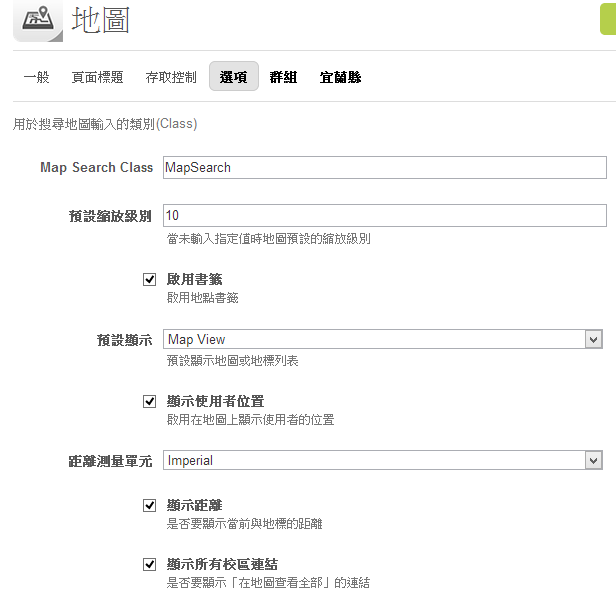 地圖
一般 頁面標題 存取控制 選項 群組 宜蘭縣
用於搜尋地圖輸入的類別(Class)
Map Search Class MapSearch
預設縮放級別 10
當未輸入指定值時地圖預設的縮放級別
啟用書籤
啟用地點書籤
預設顯示 Map View
預設顯示地圖或地標列表
顯示使用者位置
啟用在地圖上顯示使用者的位置
距離測量單元 Imperial
顯示距離
是否要顯示當前與地標的距離
顯示所有校區連結
是否要顯示「在地圖查看全部」的連結